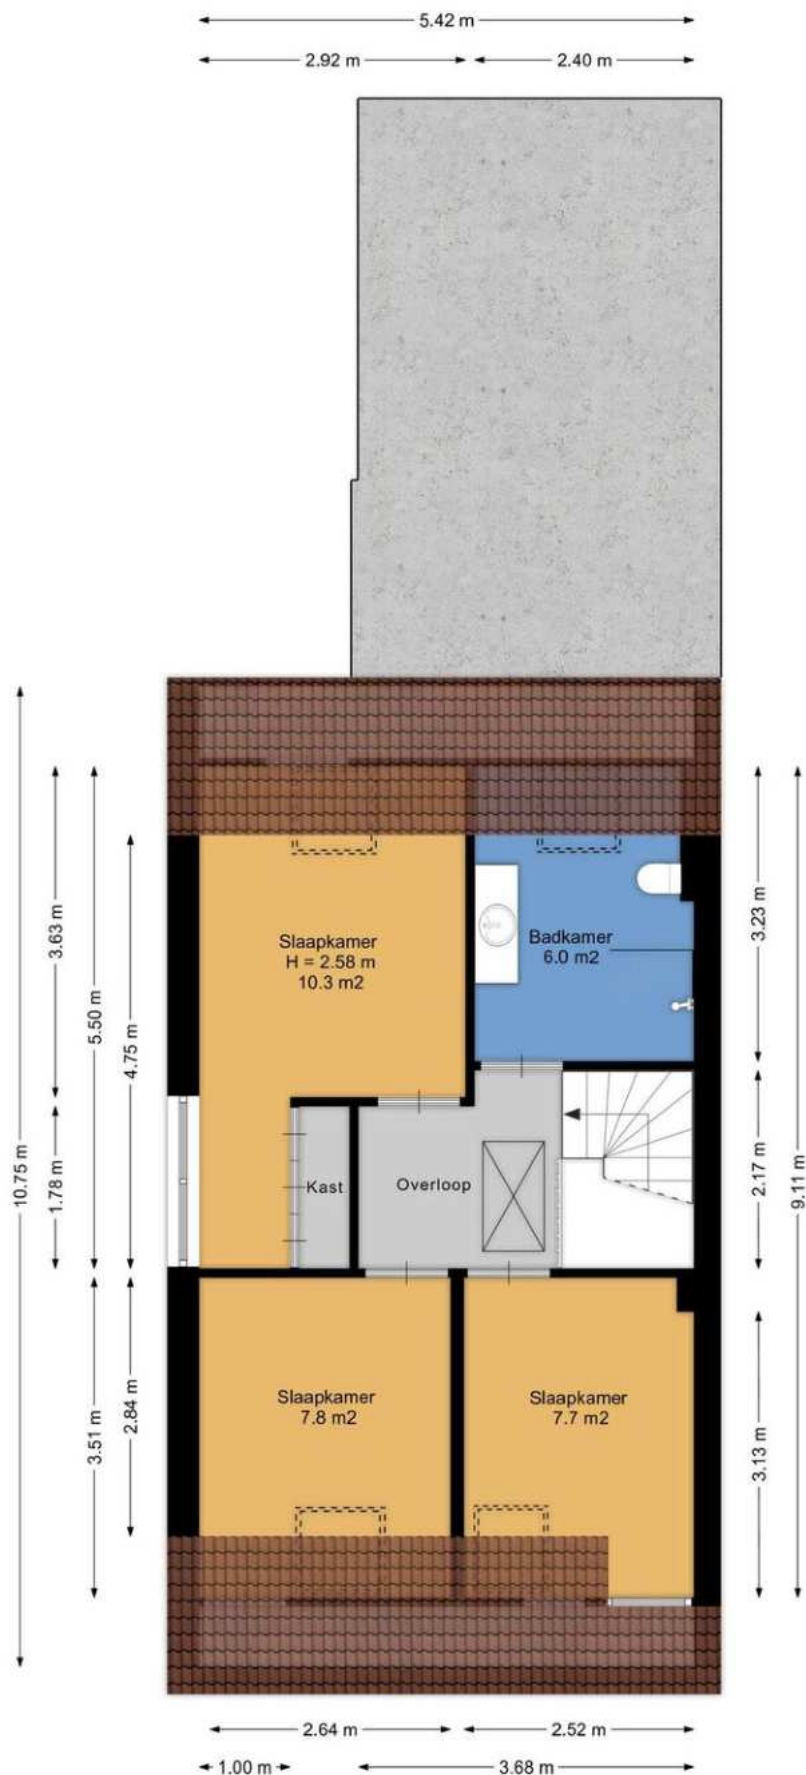 5.42 m
2.92 m
2.40 m
10.75 m
3.63 m
1.78 m
5.50 m
3.51 m
4.75 m
2.84 m
Slaapkamer
H = 2.58 m
10.3 m2
Badkamer
6.0 m2
Kast
Overloop
Slaapkamer
7.8 m2
Slaapkamer
7.7 m2
3.23 m
2.17 m
3.13 m
9.11 m
2.64 m
2.52 m
1.00 m
3.68 m